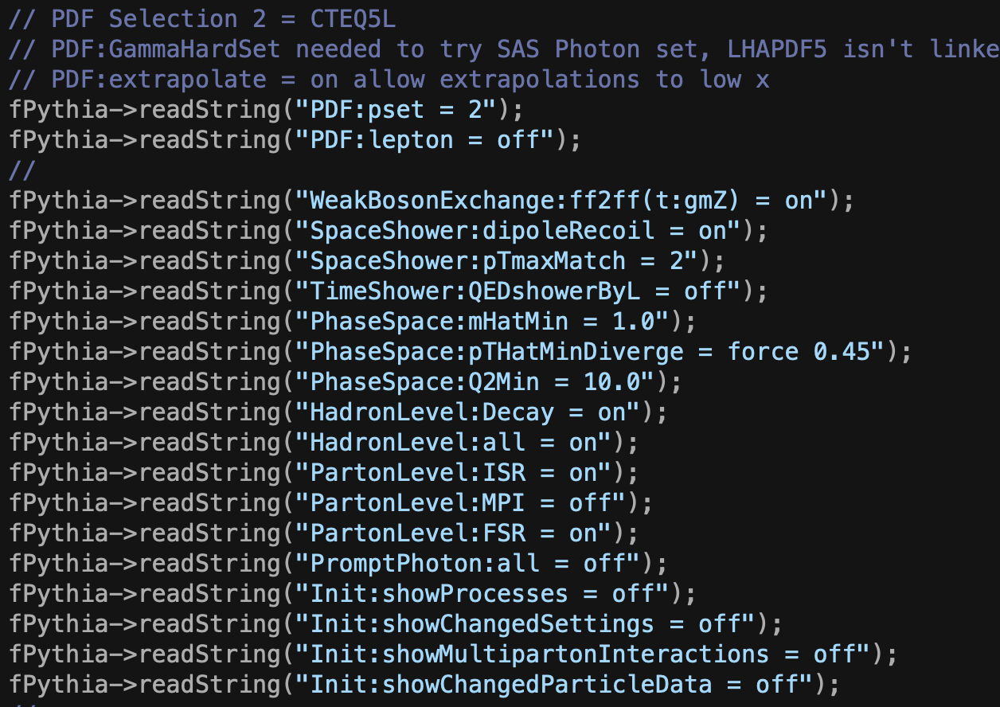 // PDF Selection 2 = CTEQ5L
// PDF:GammaHardSet needed to try SAS Photon set, LHAPDF5 isn't linke
// PDF:extrapolate = on allow extrapolations to low x
fPythia->readString("PDF:pset = 2");
fPythia->readString("PDF:lepton = off");
//
fPythia->readString("WeakBosonExchange:ff2ff(t:gmZ) = on");
fPythia->readString("SpaceShower:dipoleRecoil = on");
fPythia->readString("SpaceShower:pTmaxMatch = 2");
fPythia->readString("TimeShower:QEDshowerByL = off");
fPythia->readString("PhaseSpace:mHatMin = 1.0");
fPythia->readString("PhaseSpace:pTHatMinDiverge = force 0.45");
fPythia->readString("PhaseSpace:Q2Min = 10.0");
fPythia->readString("HadronLevel:Decay = on");
fPythia->readString("HadronLevel:all = on");
fPythia->readString("PartonLevel:ISR = on");
fPythia->readString("PartonLevel:MPI = off");
fPythia->readString("PartonLevel:FSR = on");
fPythia->readString("PromptPhoton:all = off");
fPythia->readString("Init:showProcesses = off");
fPythia->readString("Init:showChangedSettings = off");
fPythia->readString("Init:showMultipartonInteractions = off");
fPythia->readString("Init:showChangedParticleData = off");
//